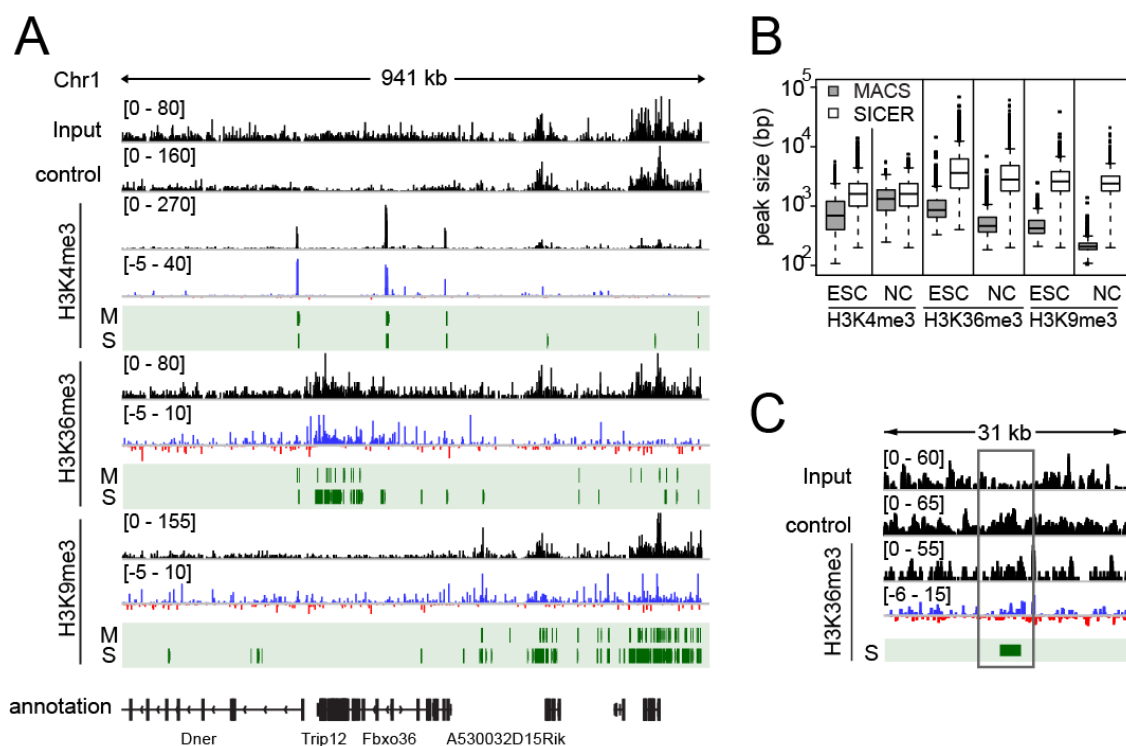 A
Chr1
941 kb
Input
[0 - 80]
control
[0 - 160]
H3K4me3
[0 - 270]
[-5 - 40]
M
S
H3K36me3
[0 - 80]
[-5 - 10]
M
S
H3K9me3
[0 - 155]
[-5 - 10]
M
S
annotation
Dner Trip12 Fbxo36 A530032D15Rik
B
peak size (bp)
10^5
10^4
10^3
10^2
MACS
SICER
ESC NC ESC NC ESC NC
H3K4me3 H3K36me3 H3K9me3
C
31 kb
Input
[0 - 60]
control
[0 - 65]
H3K36me3
[0 - 55]
[-6 - 15]
S